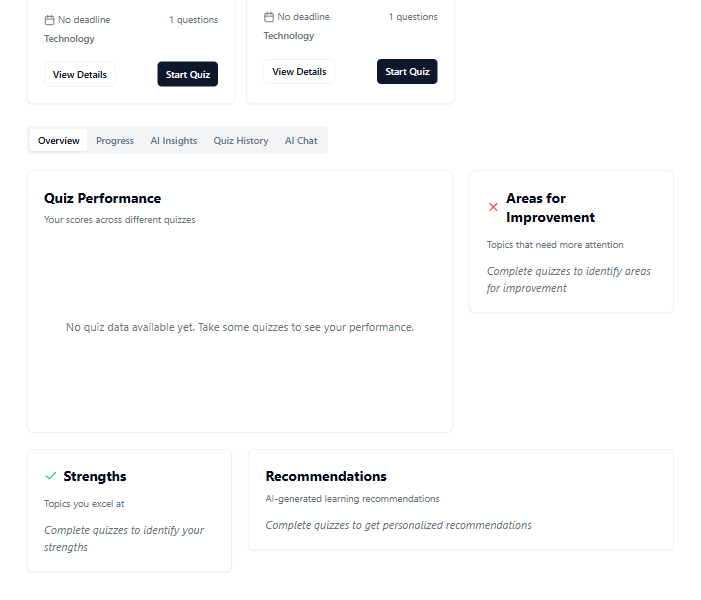 No deadline 1 questions
Technology
View Details Start Quiz
No deadline 1 questions
Technology
View Details Start Quiz
Overview Progress AI Insights Quiz History AI Chat
Quiz Performance
Your scores across different quizzes
No quiz data available yet. Take some quizzes to see your performance.
Areas for
Improvement
Topics that need more attention
Complete quizzes to identify areas
for improvement
Strengths
Topics you excel at
Complete quizzes to identify your
strengths
Recommendations
AI-generated learning recommendations
Complete quizzes to get personalized recommendations